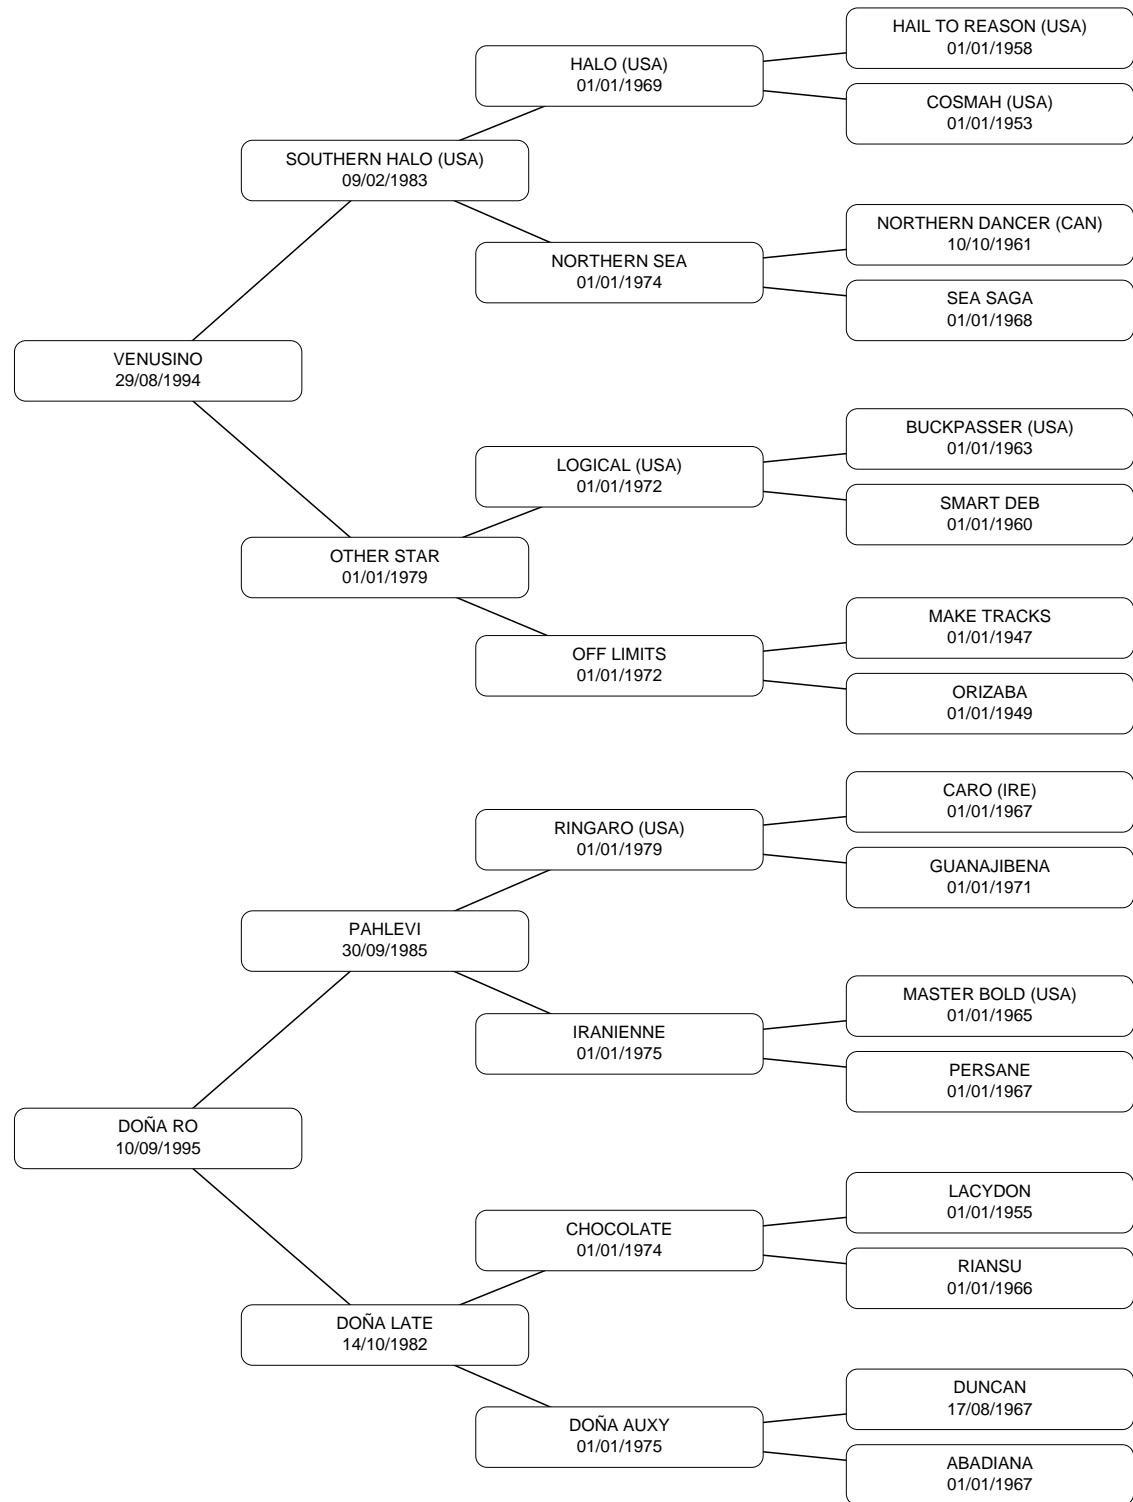 HAIL TO REASON (USA)
01/01/1958
HALO (USA)
01/01/1969
COSMAH (USA)
01/01/1953
SOUTHERN HALO (USA)
09/02/1983
NORTHERN DANCER (CAN)
10/10/1961
NORTHERN SEA
01/01/1974
SEA SAGA
01/01/1968
VENUSINO
29/08/1994
BUCKPASSER (USA)
01/01/1963
LOGICAL (USA)
01/01/1972
SMART DEB
01/01/1960
OTHER STAR
01/01/1979
MAKE TRACKS
01/01/1947
OFF LIMITS
01/01/1972
ORIZABA
01/01/1949
CARO (IRE)
01/01/1967
RINGARO (USA)
01/01/1979
GUANAJIBENA
01/01/1971
PAHLEVI
30/09/1985
MASTER BOLD (USA)
01/01/1965
IRANIENNE
01/01/1975
PERSANE
01/01/1967
DOÑA RO
10/09/1995
LACYDON
01/01/1955
CHOCOLATE
01/01/1974
RIANSU
01/01/1966
DOÑA LATE
14/10/1982
DUNCAN
17/08/1967
DOÑA AUXY
01/01/1975
ABADIANA
01/01/1967